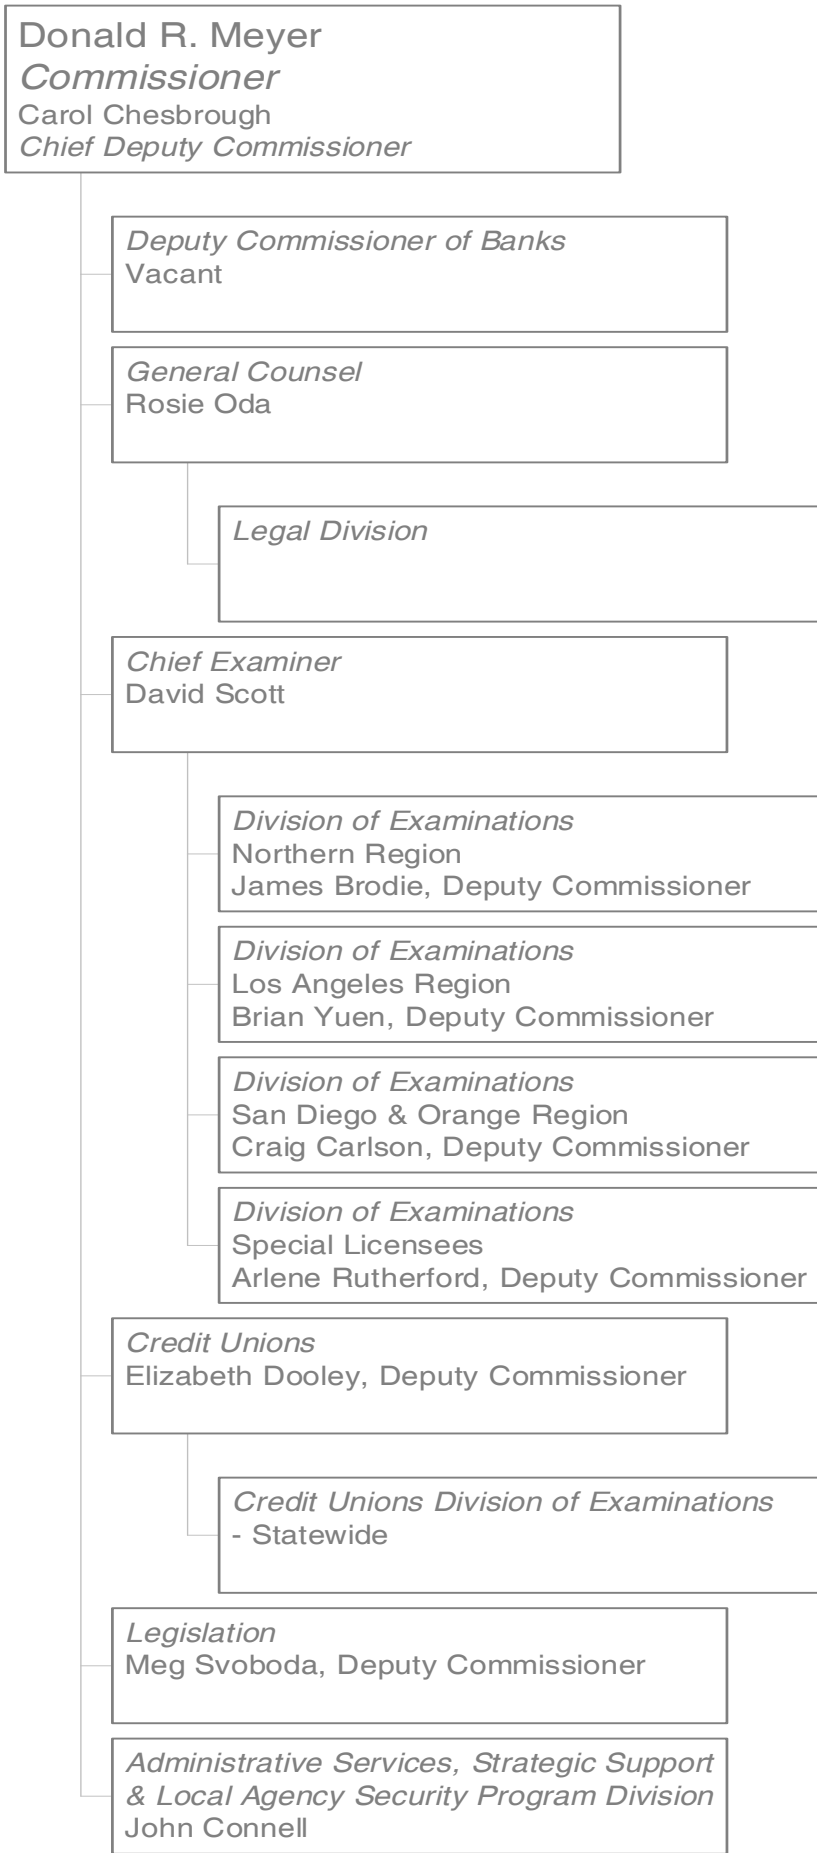 Donald R. Meyer
Commissioner
Carol Chesbrough
Chief Deputy Commissioner
Deputy Commissioner of Banks
Vacant
General Counsel
Rosie Oda
Legal Division
Chief Examiner
David Scott
Division of Examinations
Northern Region
James Brodie, Deputy Commissioner
Division of Examinations
Los Angeles Region
Brian Yuen, Deputy Commissioner
Division of Examinations
San Diego & Orange Region
Craig Carlson, Deputy Commissioner
Division of Examinations
Special Licensees
Arlene Rutherford, Deputy Commissioner
Credit Unions
Elizabeth Dooley, Deputy Commissioner
Credit Unions Division of Examinations
- Statewide
Legislation
Meg Svoboda, Deputy Commissioner
Administrative Services, Strategic Support
& Local Agency Security Program Division
John Connell